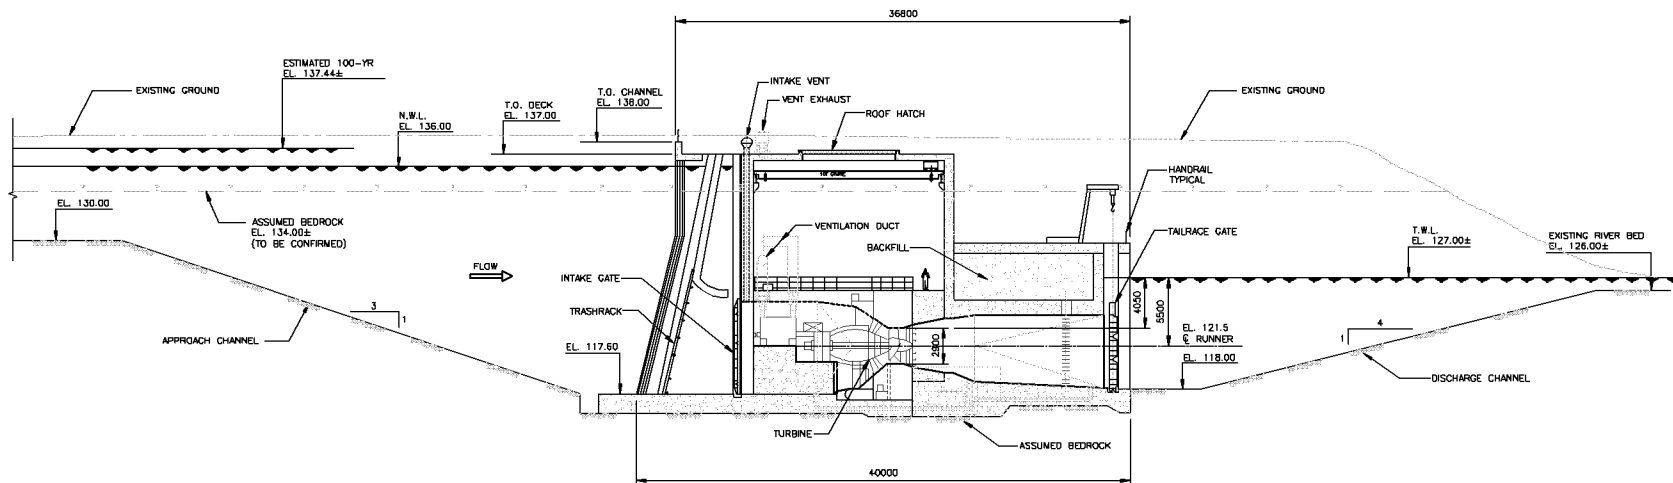 36800
ESTIMATED 100-YR
EL. 137.44±
EXISTING GROUND
T.O. DECK
EL. 137.00
T.O. CHANNEL
EL. 138.00
N.W.L.
EL. 136.00
INTAKE VENT
VENT EXHAUST
ROOF HATCH
EXISTING GROUND
HANDRAIL
TYPICAL
EL. 130.00
ASSUMED BEDROCK
EL. 134.00±
(TO BE CONFIRMED)
VENTILATION DUCT
BACKFILL
TAILRACE GATE
T.W.L.
EL. 127.00±
EXISTING RIVER BED
EL. 126.00±
FLOW
INTAKE GATE
TRASHRACK
3
1
APPROACH CHANNEL
EL. 117.60
2900
4050
5500
EL. 121.5
℄ RUNNER
EL. 118.00
4
1
DISCHARGE CHANNEL
TURBINE
ASSUMED BEDROCK
40000